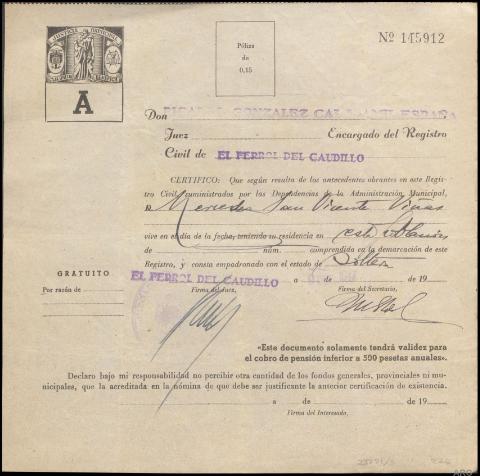 JUSTICIA MUNICIPAL
A
Póliza
de
0,15
Nº 145912
Don RICARDO GONZALEZ ESPAÑA
Juez Encargado del Registro
Civil de EL FERROL DEL CAUDILLO
CERTIFICO: Que según resulta de los antecedentes obrantes en este Regis-
tro Civil, suministrados por las Dependencias de la Administración Municipal,
D Mercedes San Vicente Viñas
vive en el día de la fecha, teniendo su residencia en esta
de núm. comprendida en la demarcación de este
Registro, y consta empadronado con el estado de Soltera
EL FERROL DEL CAUDILLO a de 19
GRATUITO
Por razón de
Firma del Juez,
Firma del Secretario,
«Este documento solamente tendrá validez para
el cobro de pensión inferior a 500 pesetas anuales».
Declaro bajo mi responsabilidad no percibir otra cantidad de los fondos generales, provinciales ni mu-
nicipales, que la acreditada en la nómina de que debe ser justificante la anterior certificación de existencia.
a de de 19
Firma del Interesado,